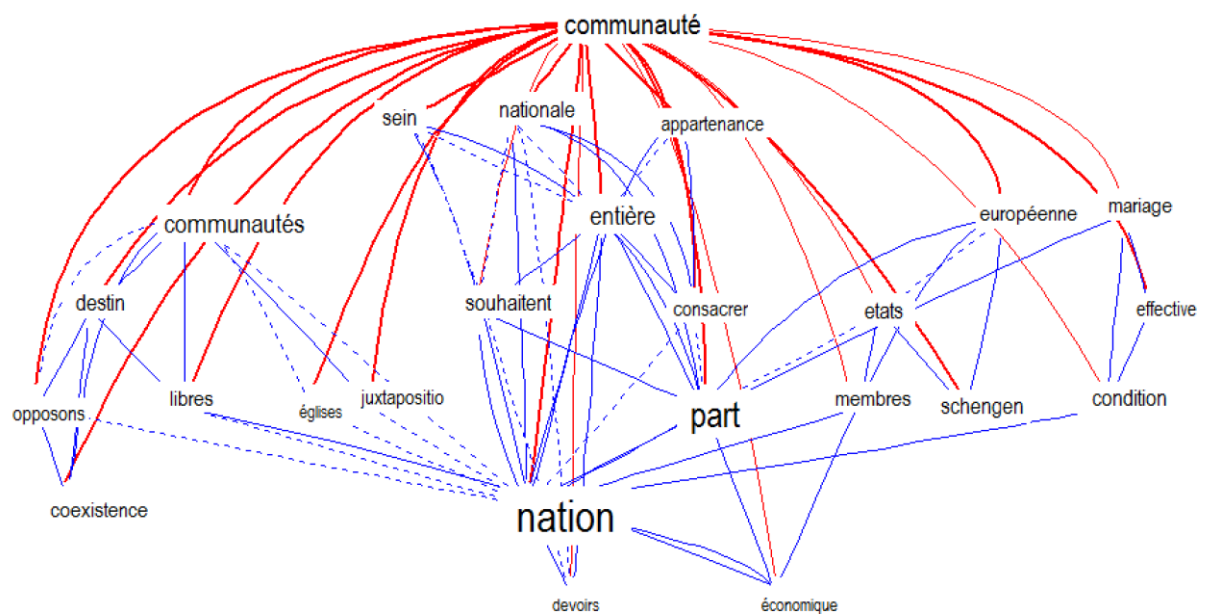 communauté
sein
nationale
appartenance
communautés
entière
européenne
mariage
destin
souhaitent
consacrer
etats
effective
opposons
libres
églises
juxtapositio
part
membres
schengen
condition
coexistence
nation
devoirs
économique